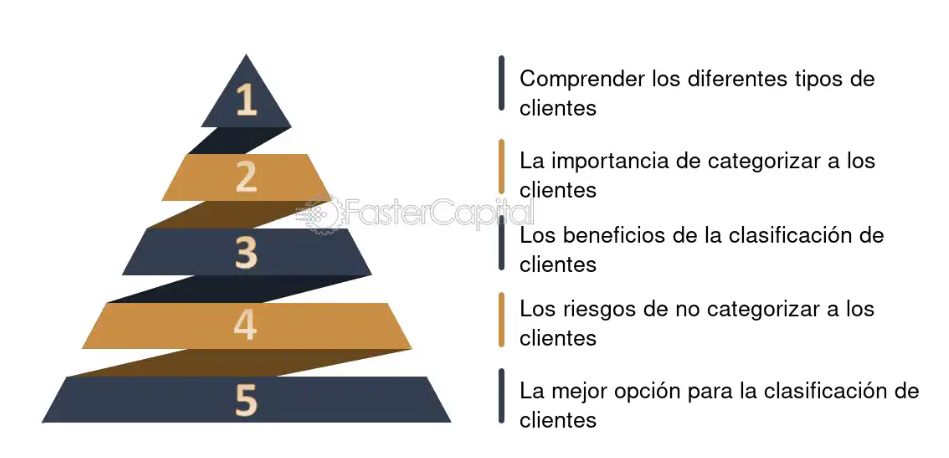 1
Comprender los diferentes tipos de
clientes
2
La importancia de categorizar a los
clientes
FasterCapital
3
Los beneficios de la clasificación de
clientes
4
Los riesgos de no categorizar a los
clientes
5
La mejor opción para la clasificación de
clientes